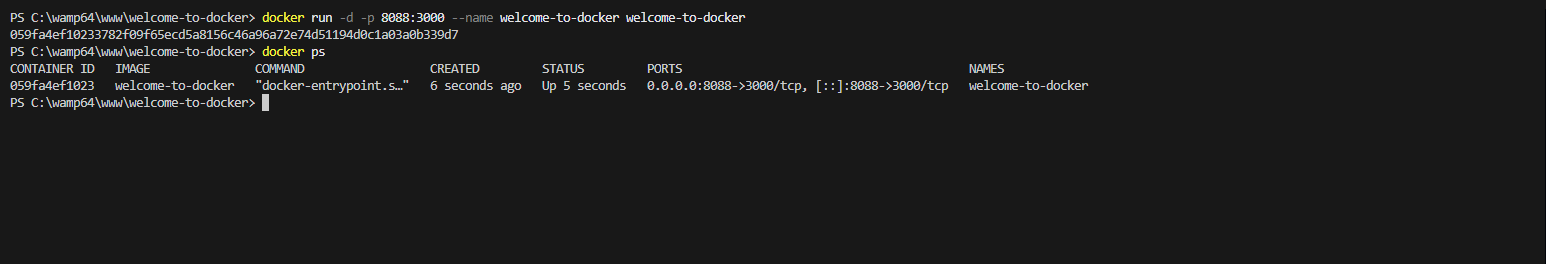 PS C:\wamp64\www\welcome-to-docker> docker run -d -p 8088:3000 --name welcome-to-docker welcome-to-docker
059fa4ef10233782f09f65ecd5a8156c46a96a72e74d51194d0c1a03a0b339d7
PS C:\wamp64\www\welcome-to-docker> docker ps
CONTAINER ID   IMAGE               COMMAND                  CREATED         STATUS         PORTS                                         NAMES
059fa4ef1023   welcome-to-docker   "docker-entrypoint.s…"   6 seconds ago   Up 5 seconds   0.0.0.0:8088->3000/tcp, [::]:8088->3000/tcp   welcome-to-docker
PS C:\wamp64\www\welcome-to-docker>